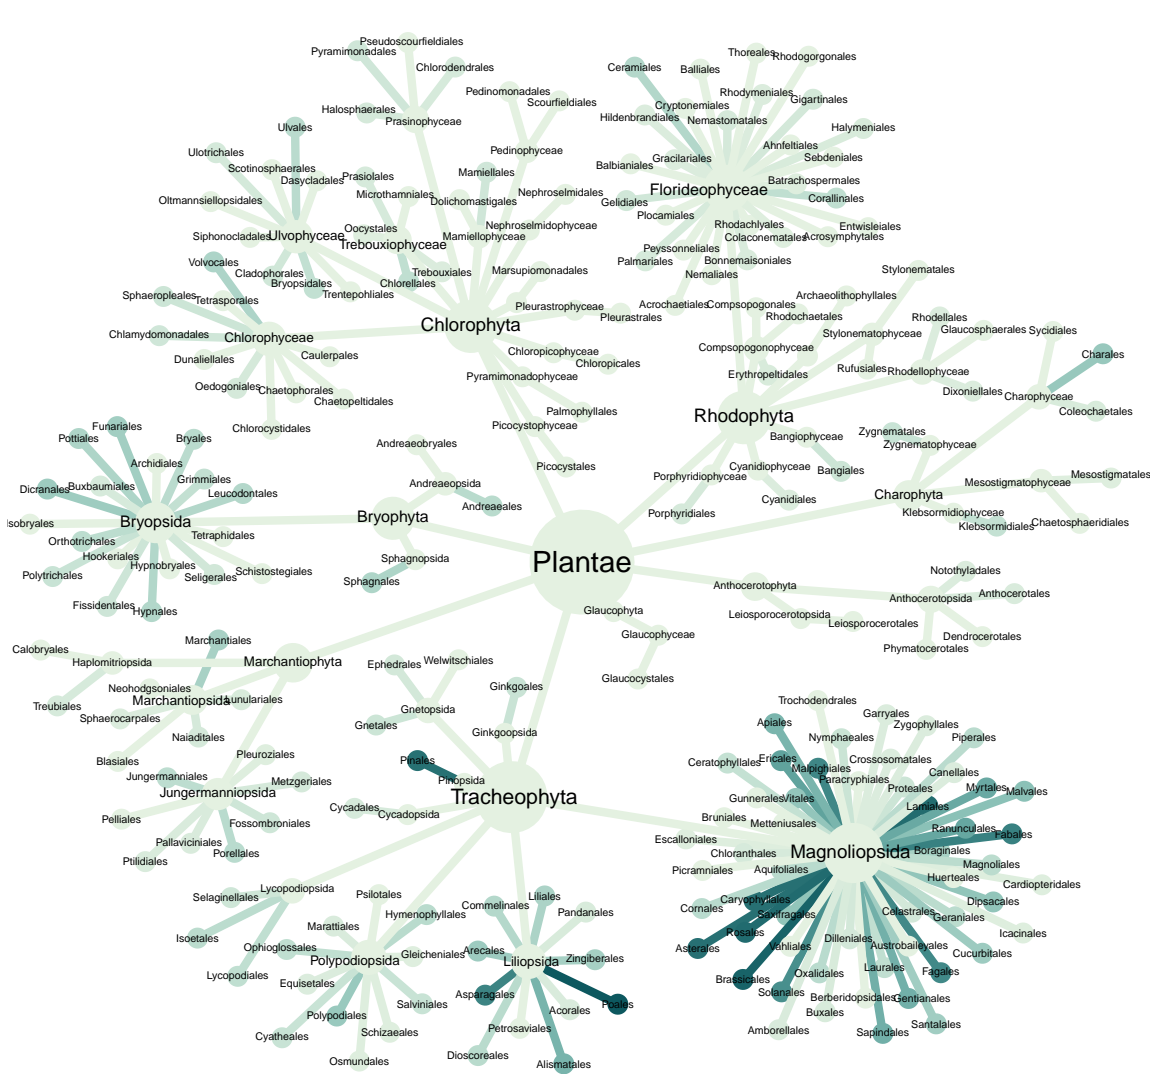 Pseudoscourfieldiales
Pyramimonadales
Chlorodendrales
Thoreales
Rhodogorgonales
Ceramiales
Balliales
Pedinomonadales
Scourfieldiales
Rhodymeniales
Gigartinales
Halosphaerales
Prasinophyceae
Cryptonemiales
Hildenbrandiales
Nemastomatales
Halymeniales
Ulvales
Ulotrichales
Pedinophyceae
Ahnfeltiales
Sebdeniales
Gracilariales
Balbianiales
Scotinosphaerales
Dasycladales
Prasiolales
Mamiellales
Batrachospermales
Florideophyceae
Corallinales
Oltmannsiellopsidales
Microthamniales
Dolichomastigales
Nephroselmidales
Gelidiales
Plocamiales
Siphonocladales
Ulvophyceae
Oocystales
Trebouxiophyceae
Nephroselmidophyceae
Mamiellophyceae
Rhodachlyales
Entwisleiales
Colaconematales
Acrosymphytales
Peyssonneliales
Palmariales
Bonnemaisoniales
Nemaliales
Volvocales
Cladophorales
Bryopsidales
Trentepohliales
Chlorellales
Trebouxiales
Marsupiomonadales
Stylonematales
Sphaeropleales
Tetrasporales
Archaeolithophyllales
Acrochaetiales
Compsopogonales
Pleurastrophyceae
Pleurastrales
Rhodochaetales
Rhodellales
Chlorophyta
Chlamydomonadales
Chlorophyceae
Stylonematophyceae
Glaucosphaerales
Sycidiales
Compsopogonophyceae
Charales
Dunaliellales
Caulerpales
Chloropicophyceae
Chloropicales
Pyramimonadophyceae
Erythropeltidales
Rufusiales
Rhodellophyceae
Oedogoniales
Chaetophorales
Chaetopeltidales
Dixoniellales
Charophyceae
Coleochaetales
Palmophyllales
Rhodophyta
Chlorocystidales
Picocystophyceae
Funariales
Pottiales
Bryales
Andreaeobryales
Bangiophyceae
Zygnematales
Zygnematophyceae
Archidiales
Picocystales
Cyanidiophyceae
Bangiales
Porphyridiophyceae
Mesostigmatales
Mesostigmatophyceae
Grimmiales
Buxbaumiales
Dicranales
Leucodontales
Andreaeopsida
Andreaeales
Charophyta
Cyanidiales
Porphyridiales
Klebsormidiophyceae
Klebsormidiales
Chaetosphaeridiales
Isobryales
Bryopsida
Bryophyta
Tetraphidales
Orthotrichales
Hookeriales
Hypnobryales
Polytrichales
Seligerales
Schistostegiales
Sphagnopsida
Sphagnales
Plantae
Notothyladales
Anthocerotophyta
Anthocerotopsida
Anthocerotales
Fissidentales
Hypnales
Glaucophyta
Leiosporocerotopsida
Leiosporocerotales
Glaucophyceae
Dendrocerotales
Phymatocerotales
Marchantiales
Calobryales
Haplomitriopsida
Marchantiophyta
Ephedrales
Welwitschiales
Glaucocystales
Ginkgoales
Neohodgsoniales
Marchantiopsida
Lunulariales
Treubiales
Sphaerocarpales
Gnetopsida
Gnetales
Ginkgoopsida
Naiaditales
Trochodendrales
Garryales
Apiales
Zygophyllales
Nymphaeales
Piperales
Pleuroziales
Blasiales
Pinales
Pinopsida
Ericales
Ceratophyllales
Malpighiales
Crossosomatales
Paracryphiales
Canellales
Jungermanniales
Metzgeriales
Jungermanniopsida
Proteales
Myrtales
Malvales
Gunnerales
Vitales
Lamiales
Tracheophyta
Cycadales
Cycadopsida
Pelliales
Fossombroniales
Bruniales
Metteniusales
Ranunculales
Fabales
Escalloniales
Pallaviciniales
Porellales
Ptilidiales
Chloranthales
Magnoliopsida
Boraginales
Magnoliales
Picramniales
Aquifoliales
Huerteales
Cardiopteridales
Lycopodiopsida
Selaginellales
Psilotales
Hymenophyllales
Commelinales
Liliales
Pandanales
Caryophyllales
Cornales
Saxifragales
Celastrales
Dipsacales
Geraniales
Marattiales
Isoetales
Rosales
Icacinales
Ophioglossales
Gleicheniales
Arecales
Asterales
Vahliales
Dilleniales
Austrobaileyales
Cucurbitales
Polypodiopsida
Liliopsida
Zingiberales
Lycopodiales
Equisetales
Brassicales
Oxalidales
Laurales
Fagales
Asparagales
Solanales
Berberidopsidales
Gentianales
Salviniales
Poales
Acorales
Polypodiales
Buxales
Santalales
Cyatheales
Schizaeales
Petrosaviales
Amborellales
Sapindales
Osmundales
Dioscoreales
Alismatales